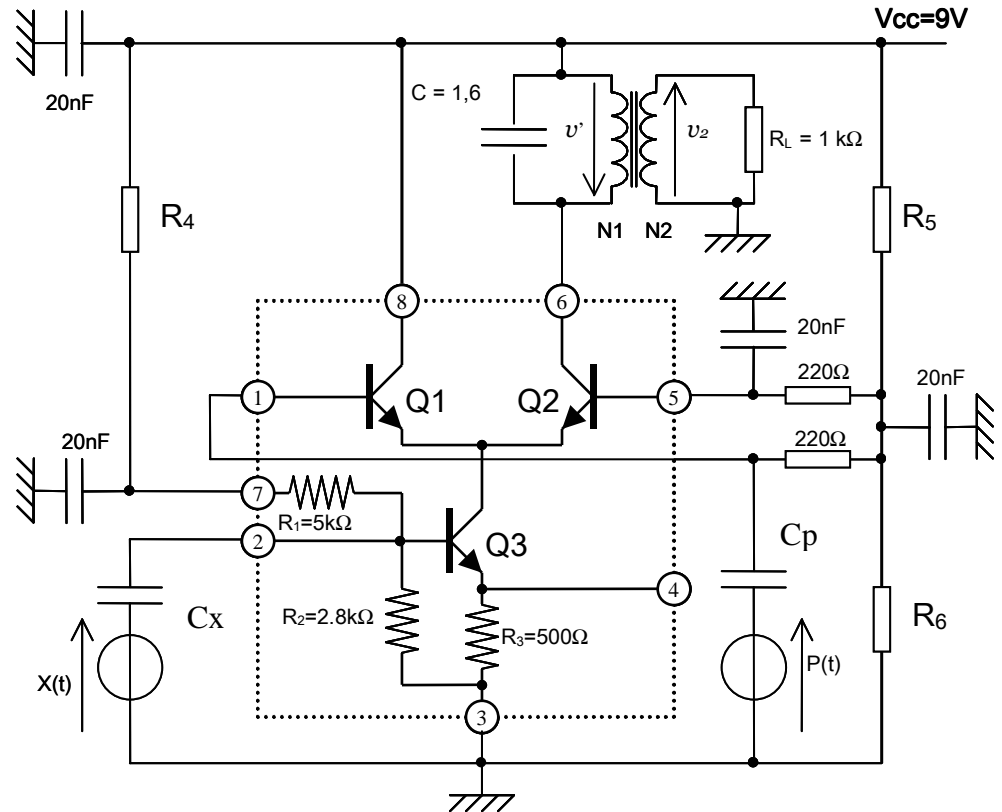 Vcc=9V
20nF
C = 1,6
v’
v2
RL = 1 kΩ
R4
N1 N2
R5
8
6
20nF
220Ω
20nF
1
Q1
Q2
5
20nF
220Ω
7
R1=5kΩ
2
Q3
Cp
4
Cx
R2=2.8kΩ
R3=500Ω
R6
X(t)
P(t)
3